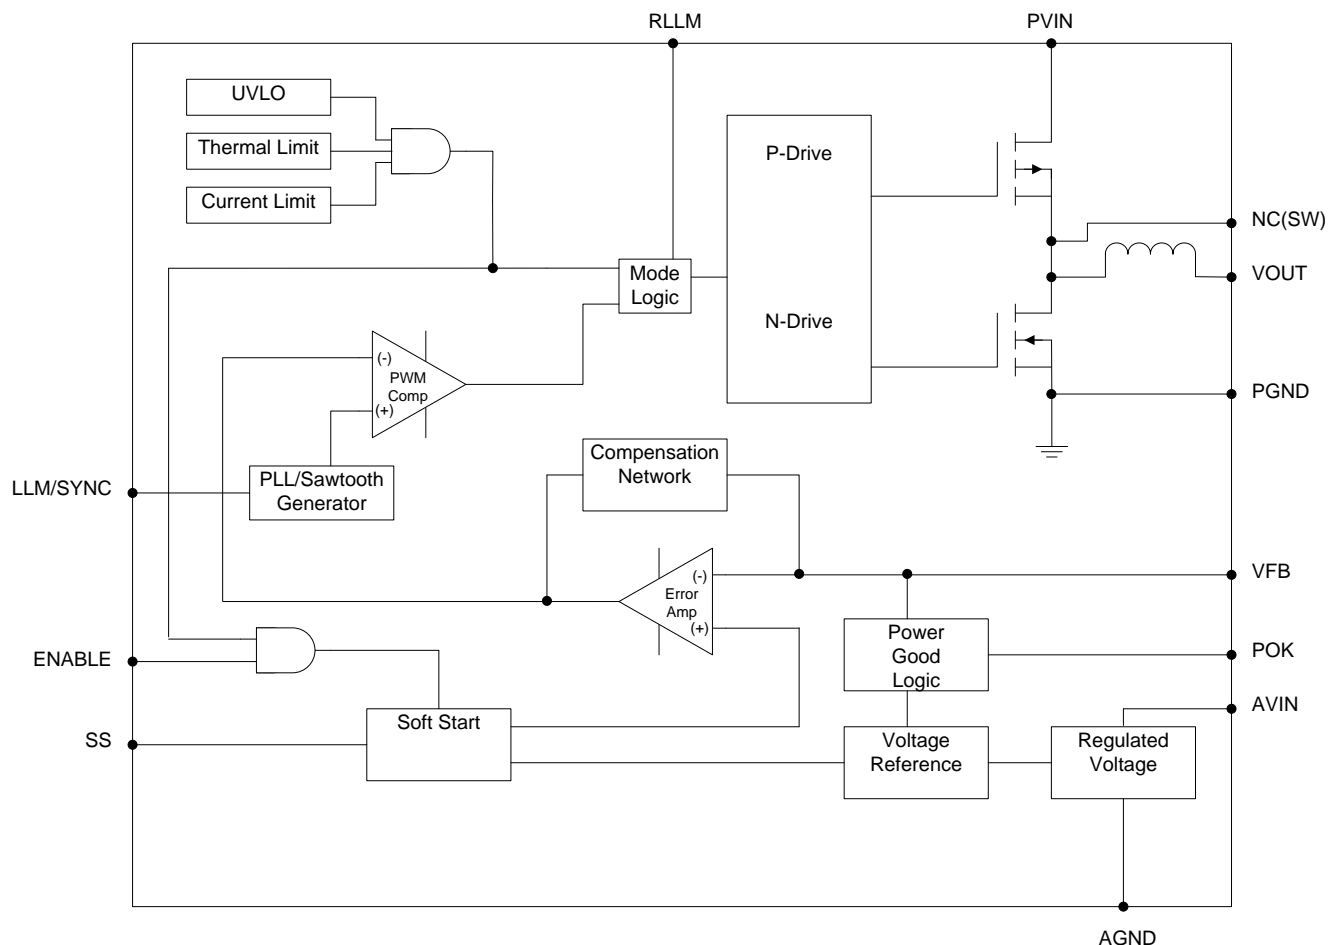 RLLM
PVIN
UVLO
Thermal Limit
Current Limit
P-Drive
N-Drive
Mode
Logic
NC(SW)
VOUT
PGND
(-)
PWM
Comp
(+)
LLM/SYNC
PLL/Sawtooth
Generator
Compensation
Network
(-)
Error
Amp
(+)
VFB
Power
Good
Logic
POK
AVIN
ENABLE
SS
Soft Start
Voltage
Reference
Regulated
Voltage
AGND